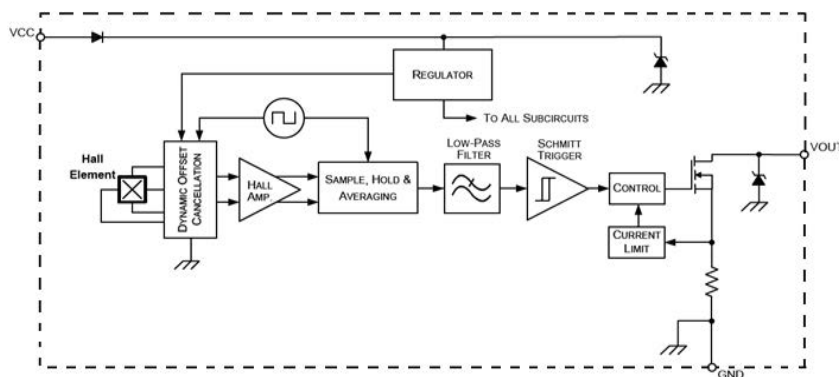 VCC
REGULATOR
TO ALL SUBCIRCUITS
LOW-PASS
FILTER
SCHMITT
TRIGGER
VOUT
Hall
Element
DYNAMIC OFFSET
CANCELLATION
HALL
AMP.
SAMPLE, HOLD &
AVERAGING
CONTROL
CURRENT
LIMIT
GND